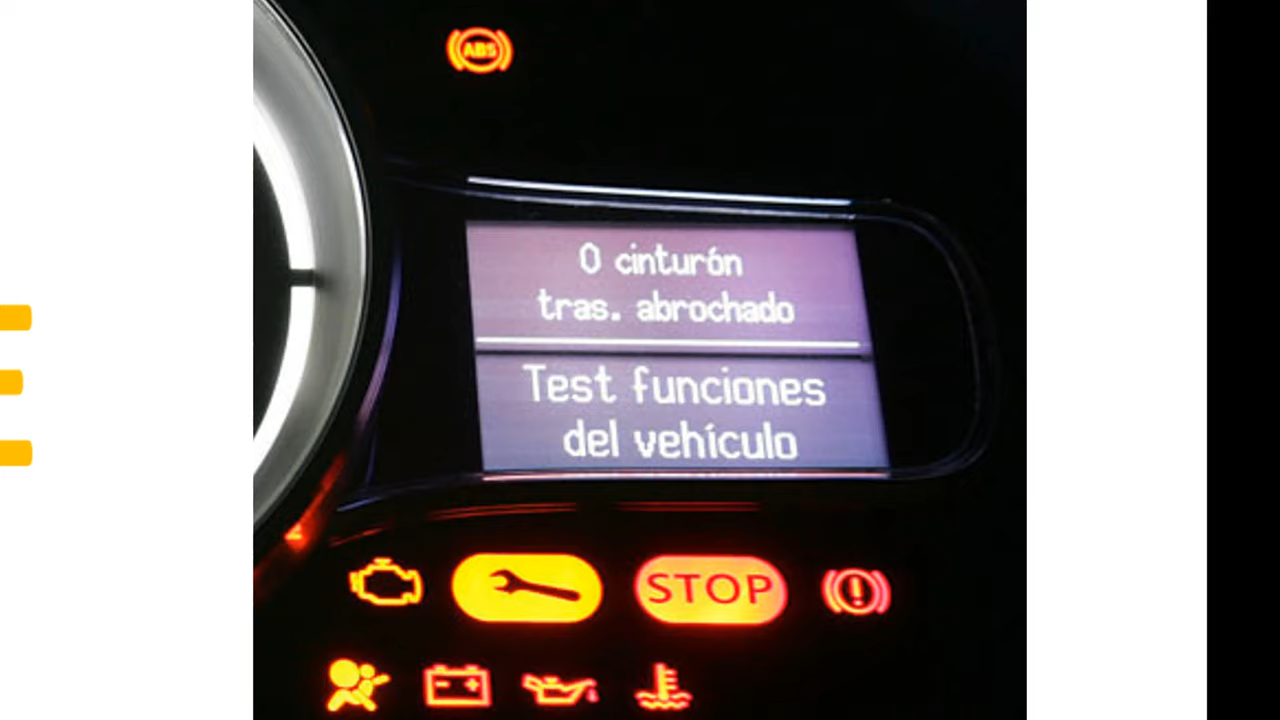 ABS
0 cinturón
tras. abrochado
Test funciones
del vehículo
STOP